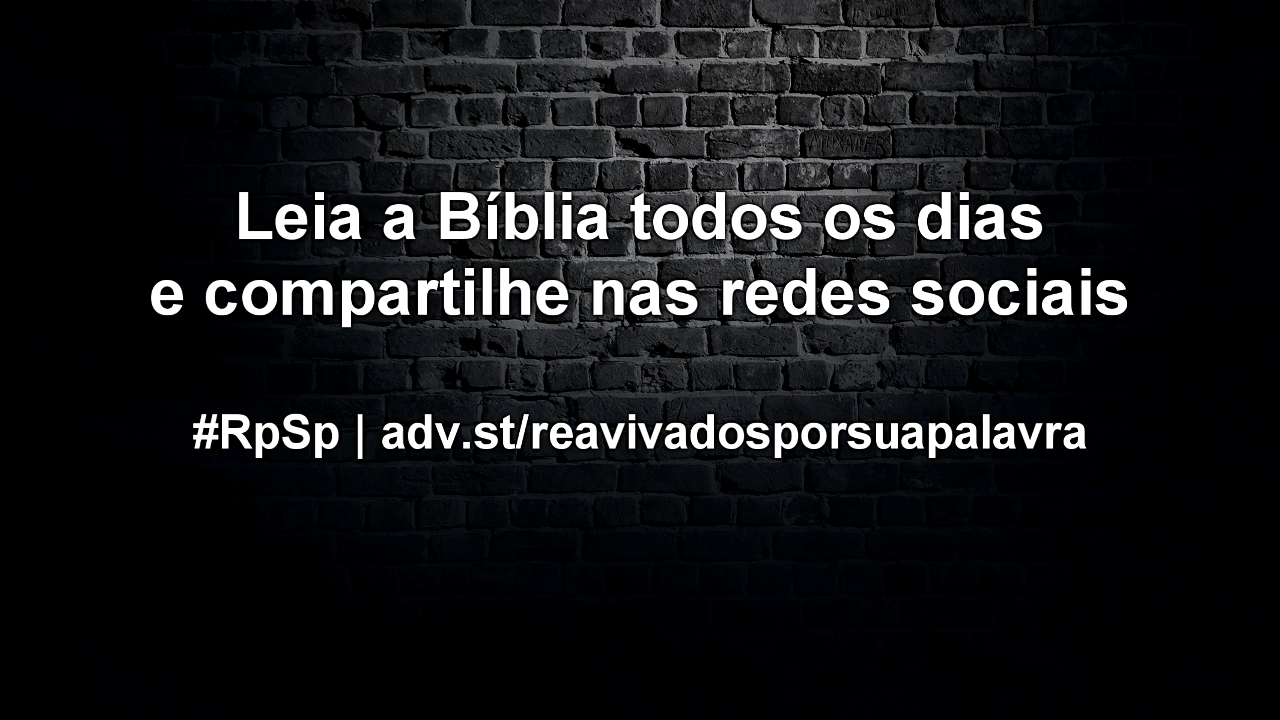 Leia a Bíblia todos os dias
e compartilhe nas redes sociais
#RpSp | adv.st/reavivadosporsuapalavra